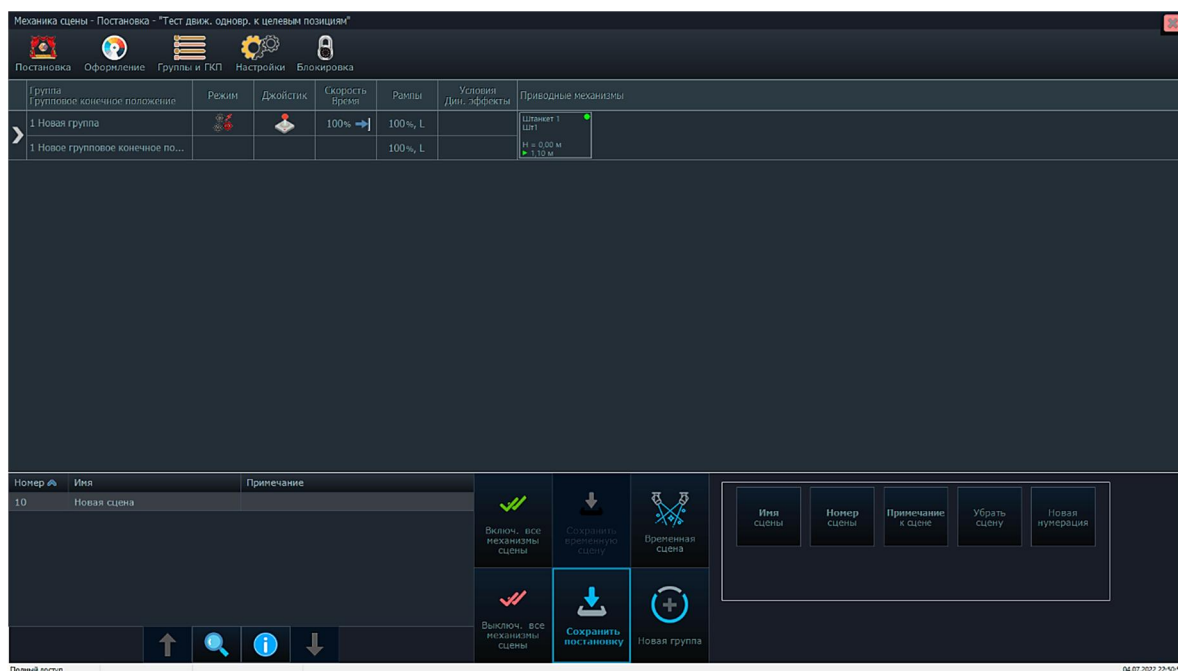 Механика сцены - Постановка - "Тест движ. одновр. к целевым позициям"
Постановка Оформление Группы и ГКП Настройки Блокировка
Группа
Групповое конечное положение
Режим
Джойстик
Скорость
Время
Рампы
Условия
Дин. эффекты
Приводные механизмы
1 Новая группа
100%
100%, L
Штанкет 1
Шт1
H = 0,00 м
1,10 м
1 Новое групповое конечное по...
100%, L
Номер Имя Примечание
10 Новая сцена
Включ. все
механизмы
сцены
Сохранить
временную
сцену
Временная
сцена
Выключ. все
механизмы
сцены
Сохранить
постановку
Новая группа
Имя
сцены
Номер
сцены
Примечание
к сцене
Убрать
сцену
Новая
нумерация
Полный доступ